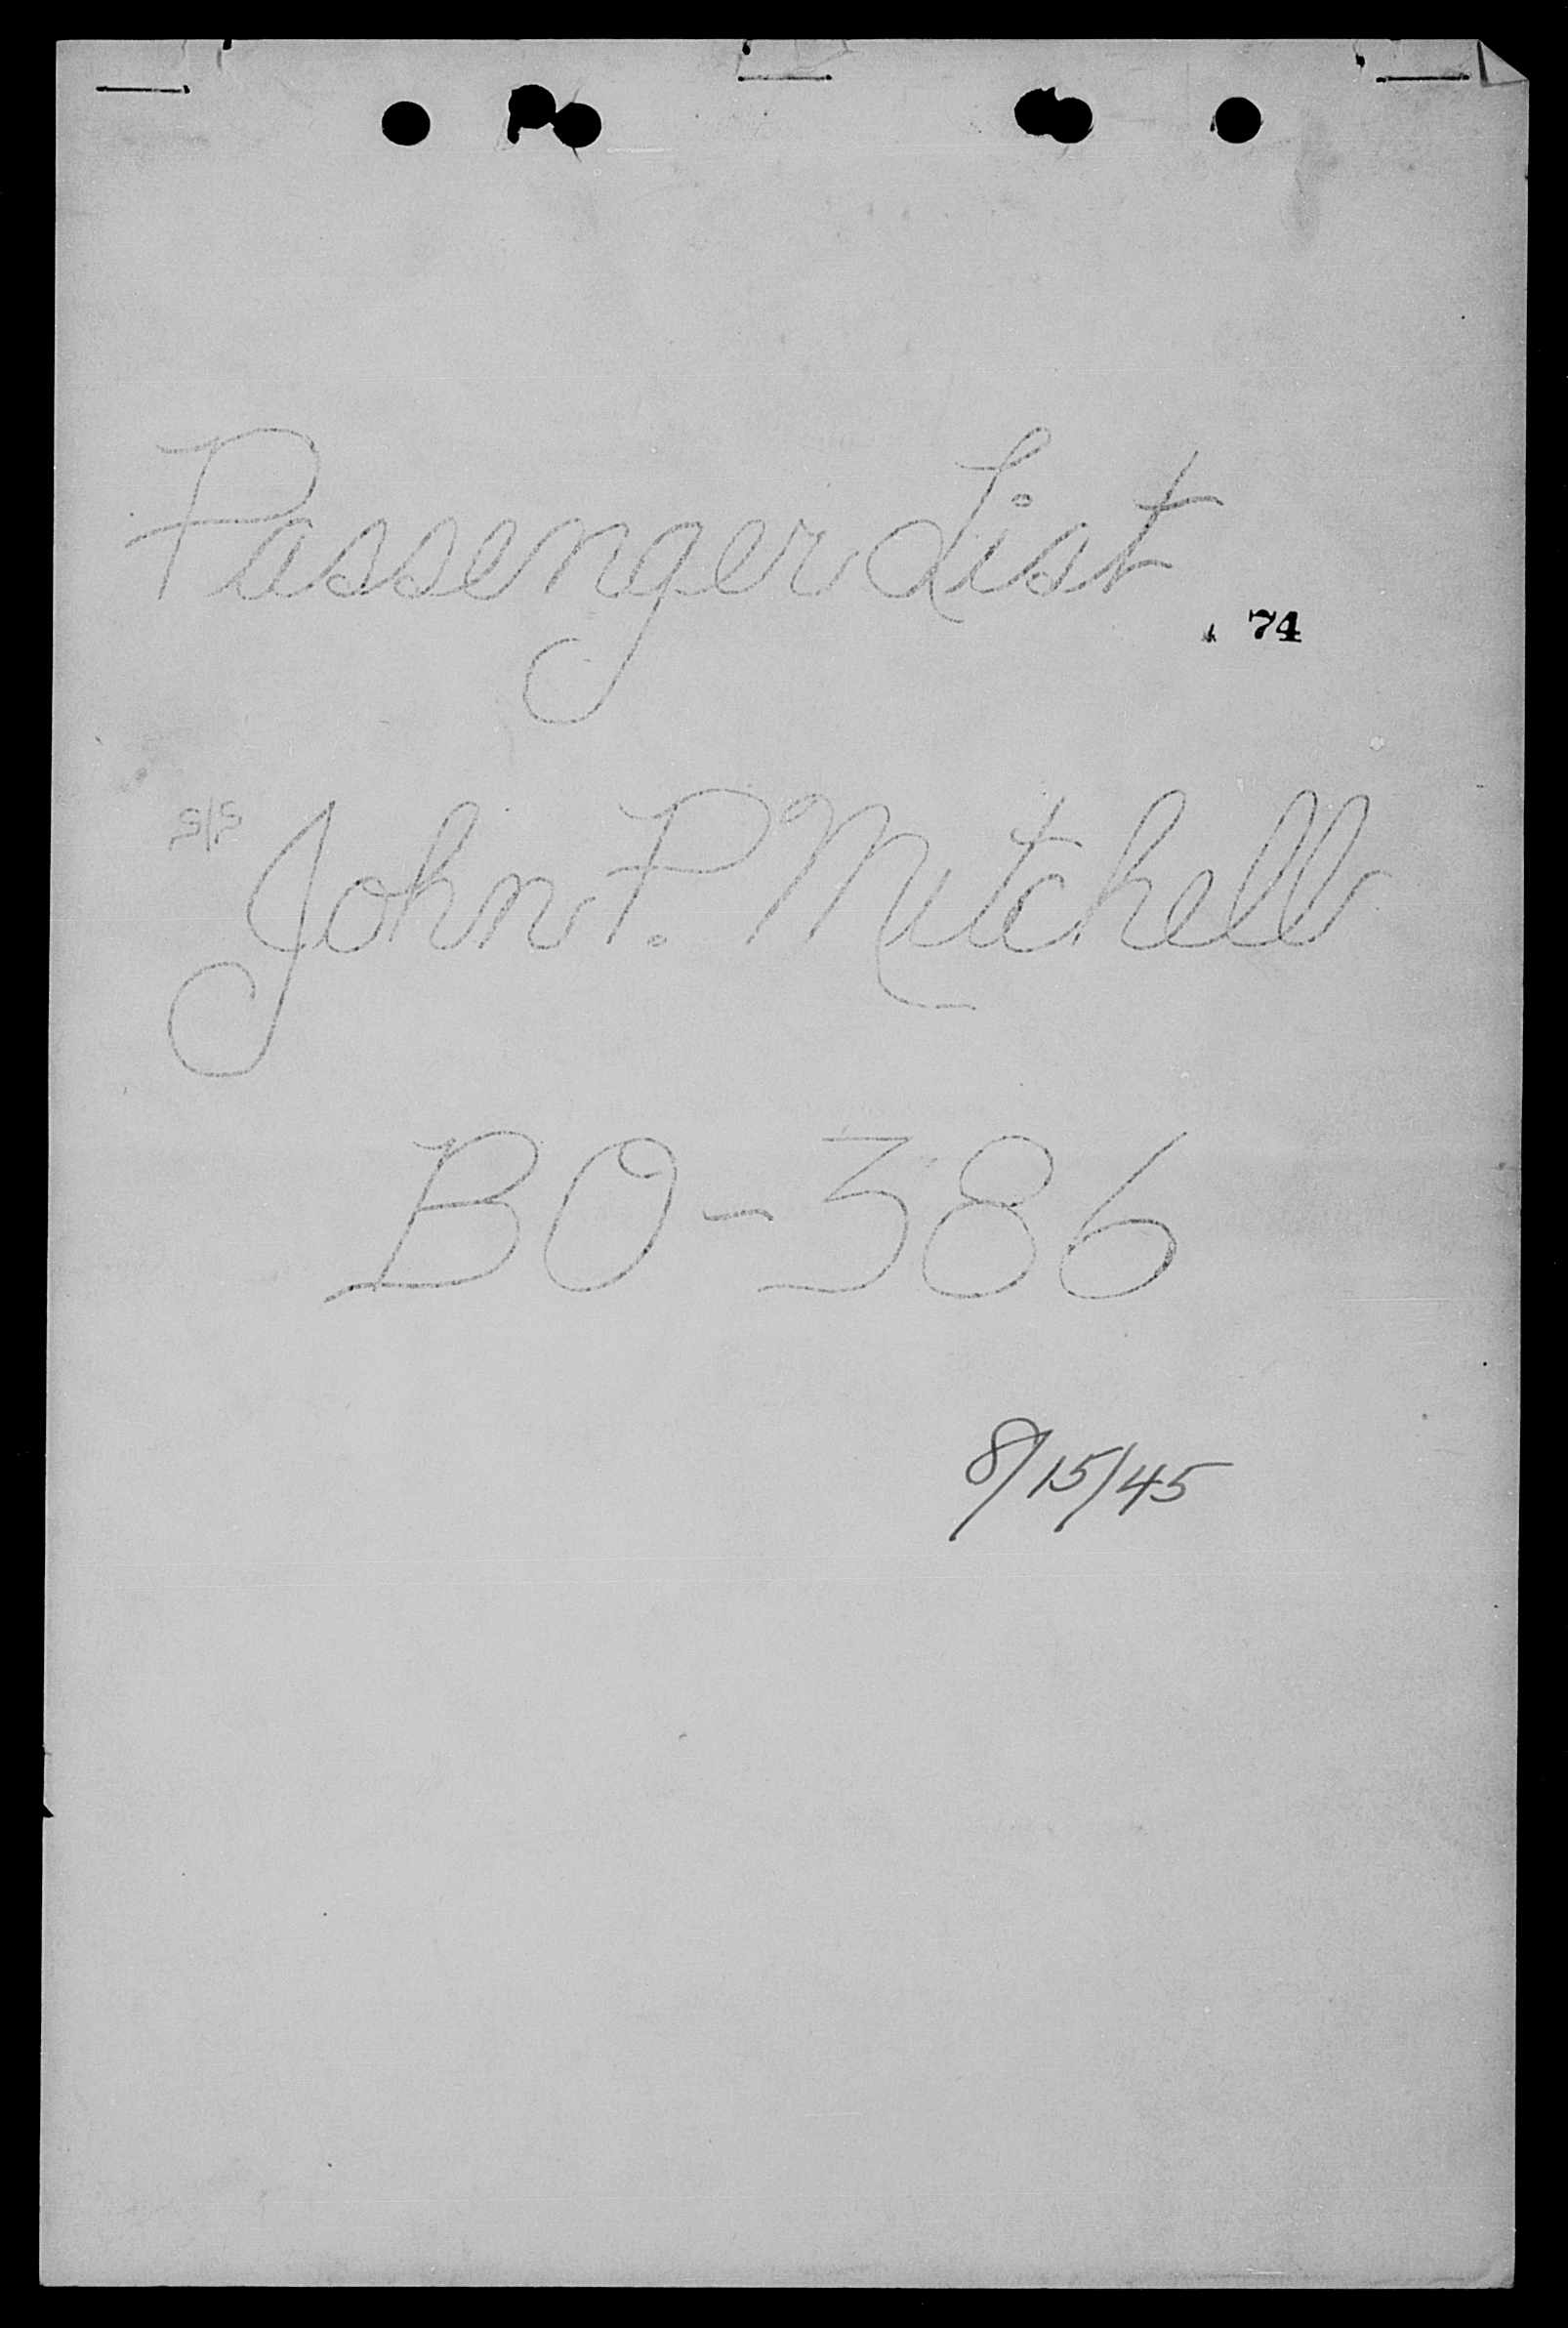 Passenger List
74
S/S John P. Mitchell
BO-386
8/15/45